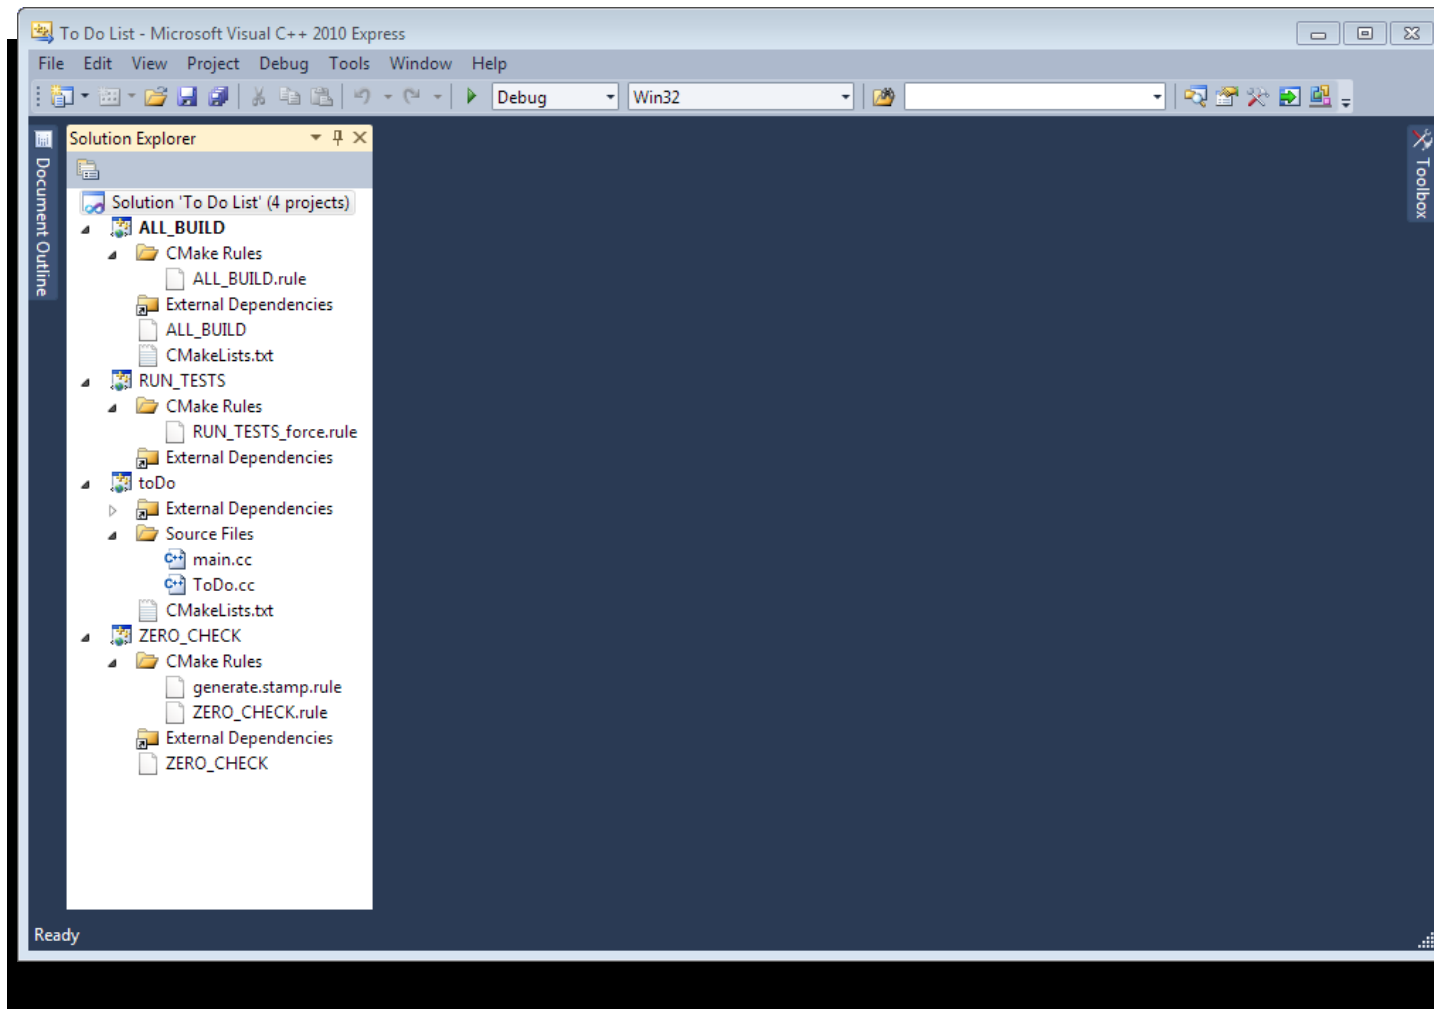 To Do List - Microsoft Visual C++ 2010 Express
File Edit View Project Debug Tools Window Help
Debug Win32
Document Outline
Solution Explorer
Toolbox
Solution 'To Do List' (4 projects)
ALL_BUILD
CMake Rules
ALL_BUILD.rule
External Dependencies
ALL_BUILD
CMakeLists.txt
RUN_TESTS
CMake Rules
RUN_TESTS_force.rule
External Dependencies
toDo
External Dependencies
Source Files
main.cc
ToDo.cc
CMakeLists.txt
ZERO_CHECK
CMake Rules
generate.stamp.rule
ZERO_CHECK.rule
External Dependencies
ZERO_CHECK
Ready